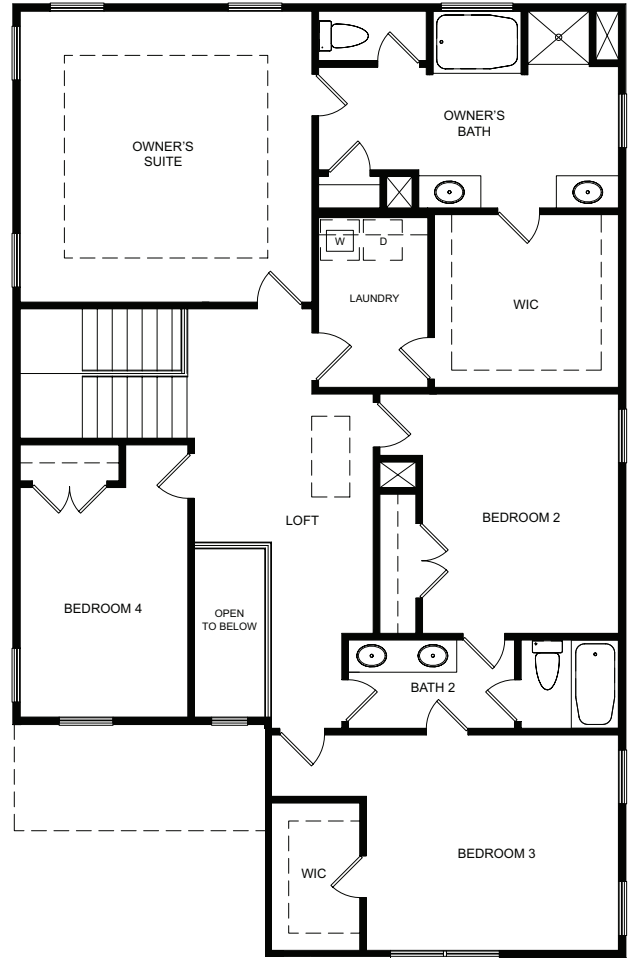 OWNER'S
SUITE
OWNER'S
BATH
W
D
LAUNDRY
WIC
LOFT
BEDROOM 2
BEDROOM 4
OPEN
TO BELOW
BATH 2
BEDROOM 3
WIC